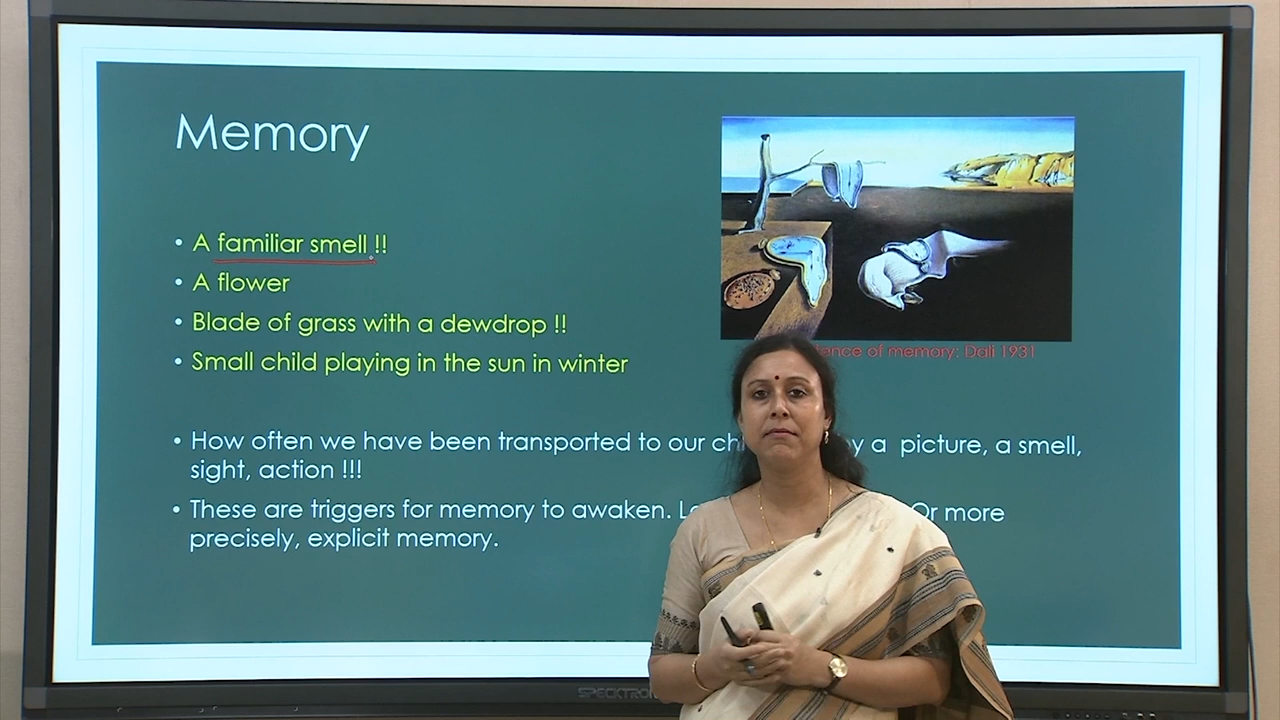 Memory
• A familiar smell !!
• A flower
• Blade of grass with a dewdrop !!
• Small child playing in the sun in winter
of memory: Dali 1931
• How often we have been transported to our by a picture, a smell,
sight, action !!!
• These are triggers for memory to awaken. Or more
precisely, explicit memory.
SPECKTRON